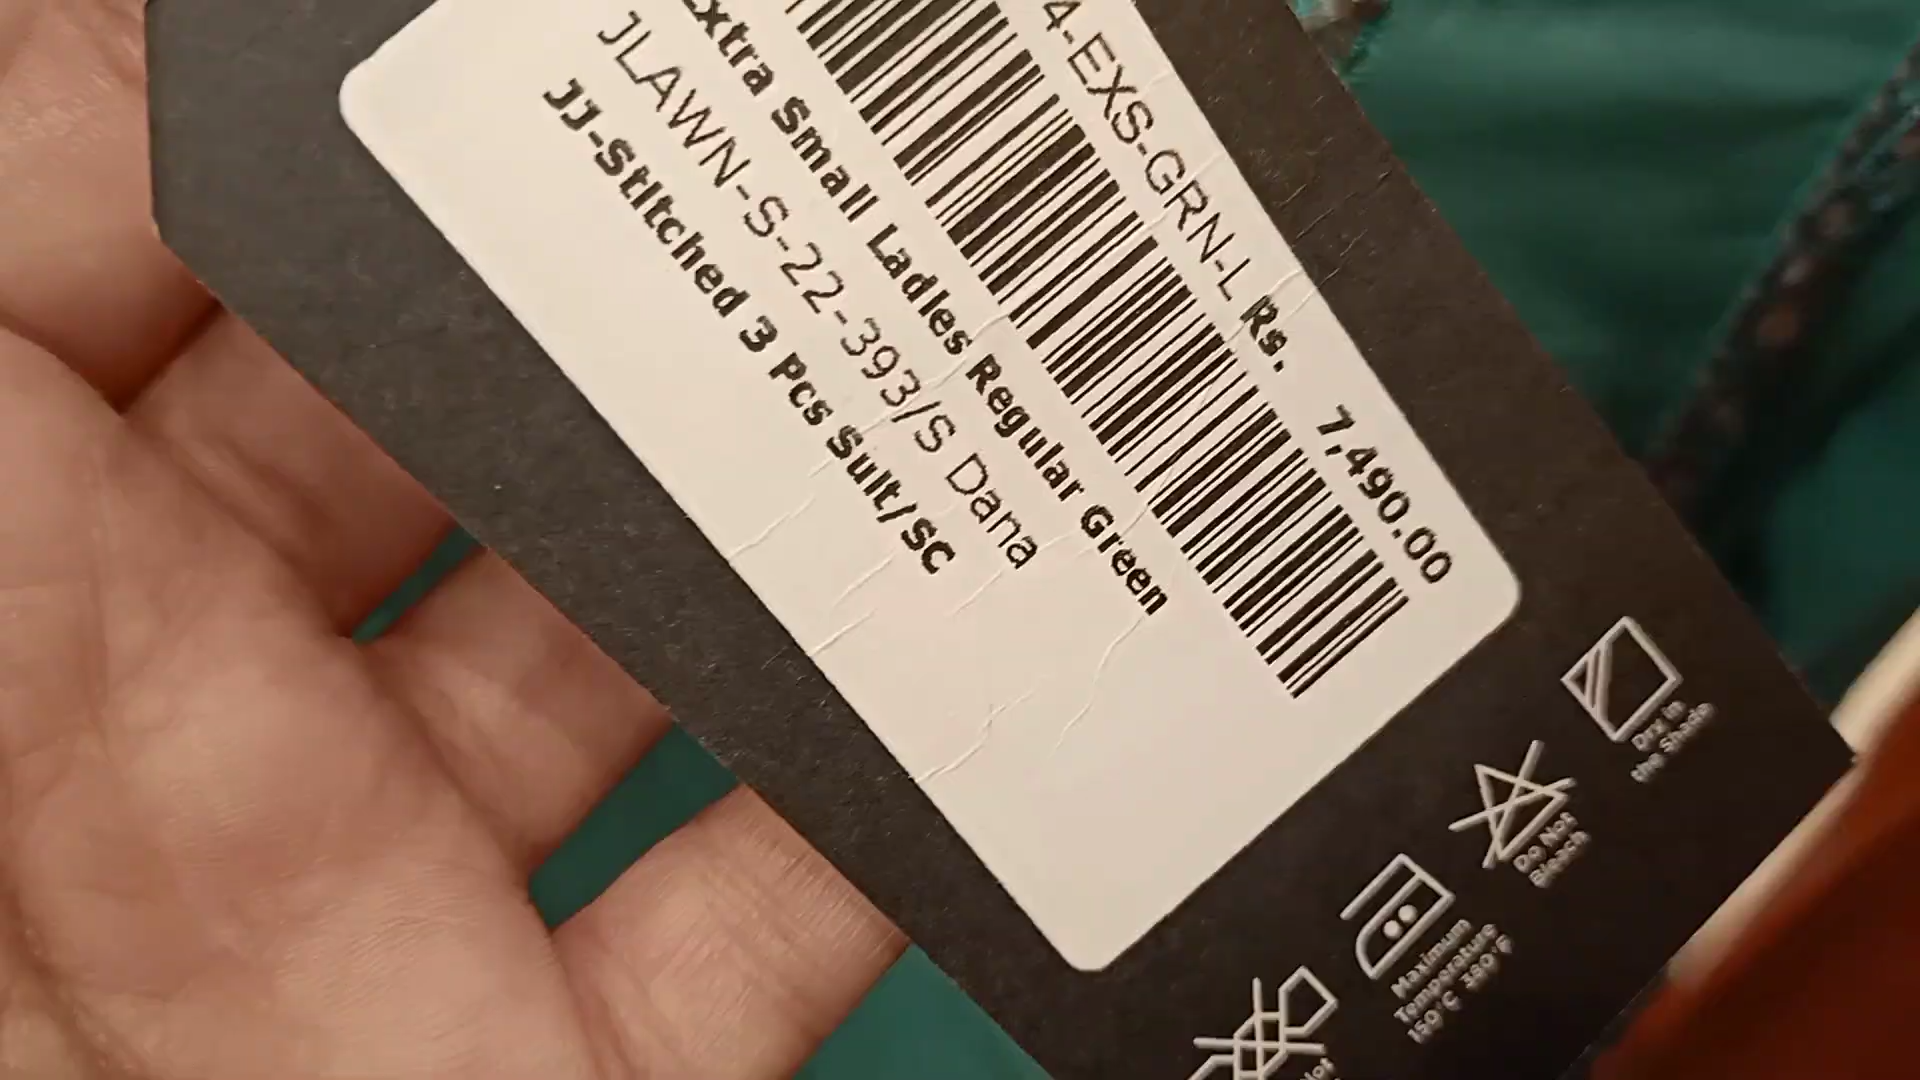 4-EXS-GRN-L Rs. 7,490.00
Extra Small Ladies Regular Green
JLAWN-S-22-393/S Dana
JJ-Stitched 3 Pcs Suit/SC
Dry in
the Shade
Do Not
Bleach
Maximum
Temperature
150°C 380°F